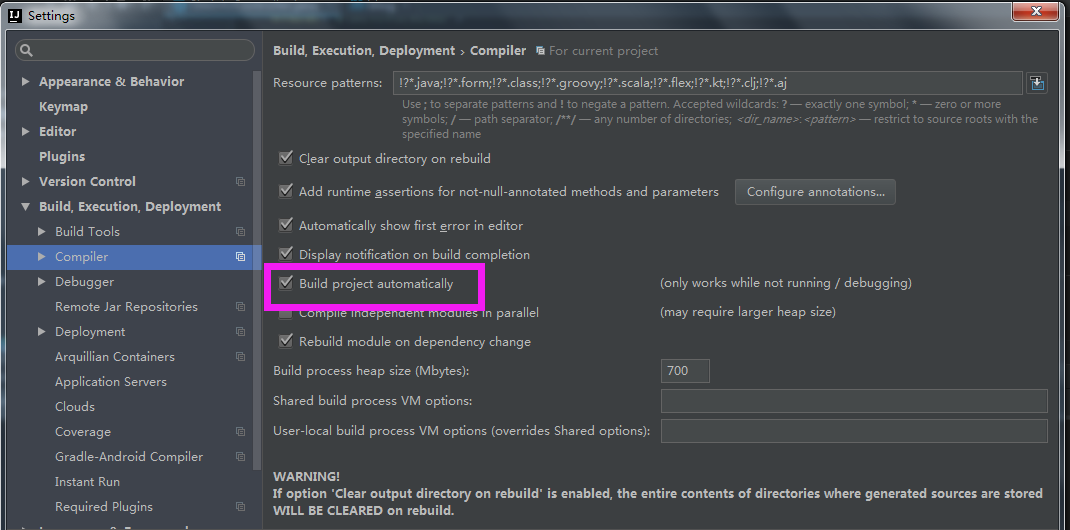 Settings
Appearance & Behavior
Keymap
Editor
Plugins
Version Control
Build, Execution, Deployment
Build Tools
Compiler
Debugger
Remote Jar Repositories
Deployment
Arquillian Containers
Application Servers
Clouds
Coverage
Gradle-Android Compiler
Instant Run
Required Plugins
Build, Execution, Deployment › Compiler For current project
Resource patterns: !?*.java;!?*.form;!?*.class;!?*.groovy;!?*.scala;!?*.flex;!?*.kt;!?*.clj;!?*.aj
Use ; to separate patterns and ! to negate a pattern. Accepted wildcards: ? — exactly one symbol; * — zero or more
symbols; / — path separator; /**/ — any number of directories; <dir_name>:<pattern> — restrict to source roots with the
specified name
Clear output directory on rebuild
Add runtime assertions for not-null-annotated methods and parameters Configure annotations...
Automatically show first error in editor
Display notification on build completion
Build project automatically (only works while not running / debugging)
Compile independent modules in parallel (may require larger heap size)
Rebuild module on dependency change
Build process heap size (Mbytes): 700
Shared build process VM options:
User-local build process VM options (overrides Shared options):
WARNING!
If option 'Clear output directory on rebuild' is enabled, the entire contents of directories where generated sources are stored
WILL BE CLEARED on rebuild.